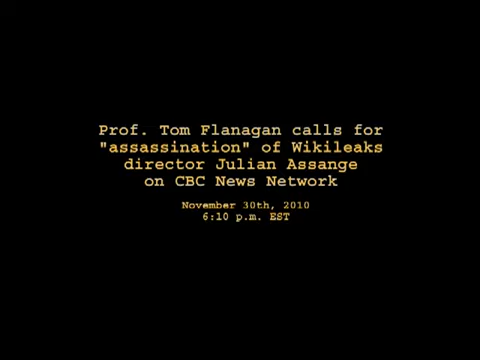 Prof. Tom Flanagan calls for
"assassination" of Wikileaks
director Julian Assange
on CBC News Network
November 30th, 2010
6:10 p.m. EST